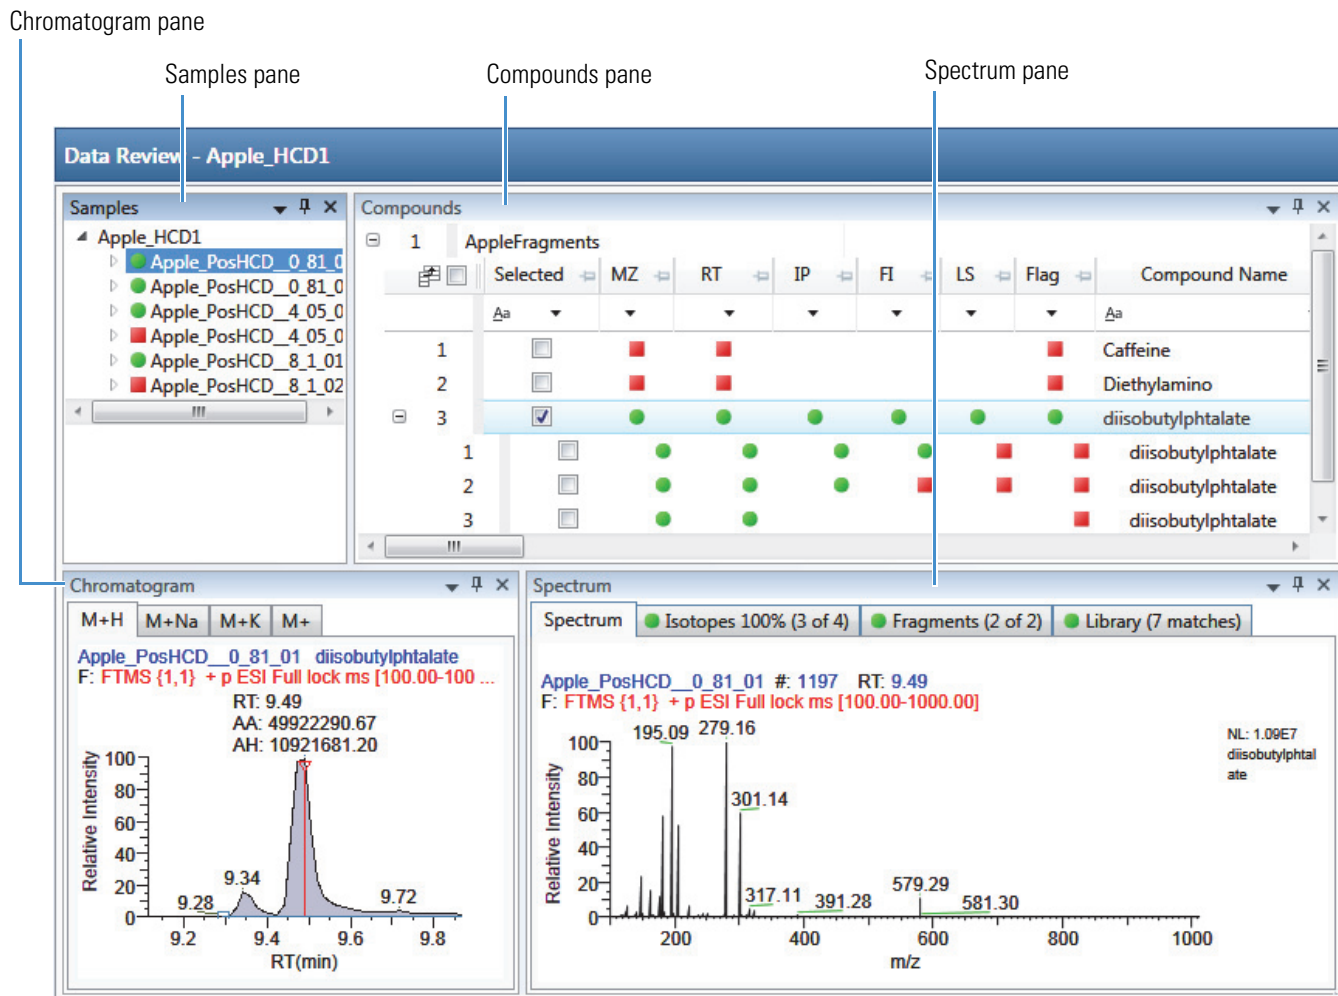 Chromatogram pane
Samples pane
Compounds pane
Spectrum pane
Data Review - Apple_HCD1
Samples
Apple_HCD1
Apple_PosHCD__0_81_0
Apple_PosHCD__0_81_0
Apple_PosHCD__4_05_0
Apple_PosHCD__4_05_0
Apple_PosHCD__8_1_01
Apple_PosHCD__8_1_02
Compounds
1 AppleFragments
Selected MZ RT IP FI LS Flag Compound Name
Aa Aa
1 Caffeine
2 Diethylamino
3 diisobutylphtalate
1 diisobutylphtalate
2 diisobutylphtalate
3 diisobutylphtalate
Chromatogram
M+H M+Na M+K M+
Apple_PosHCD__0_81_01 diisobutylphtalate
F: FTMS {1,1} + p ESI Full lock ms [100.00-100 ...
RT: 9.49
AA: 49922290.67
AH: 10921681.20
Relative Intensity
100
80
60
40
20
0
9.28
9.34
9.72
9.2 9.4 9.6 9.8
RT(min)
Spectrum
Spectrum Isotopes 100% (3 of 4) Fragments (2 of 2) Library (7 matches)
Apple_PosHCD__0_81_01 #: 1197 RT: 9.49
F: FTMS {1,1} + p ESI Full lock ms [100.00-1000.00]
NL: 1.09E7
diisobutylphtal
ate
Relative Intensity
100
80
60
40
20
0
195.09 279.16
301.14
317.11 391.28 579.29 581.30
200 400 600 800 1000
m/z